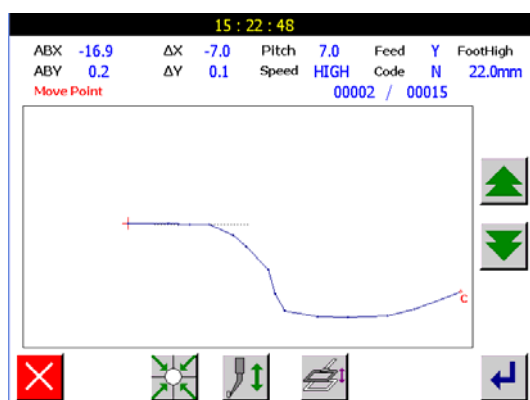 15 : 22 : 48
ABX -16.9 ΔX -7.0 Pitch 7.0 Feed Y FootHigh
ABY 0.2 ΔY 0.1 Speed HIGH Code N 22.0mm
Move Point 00002 / 00015
C